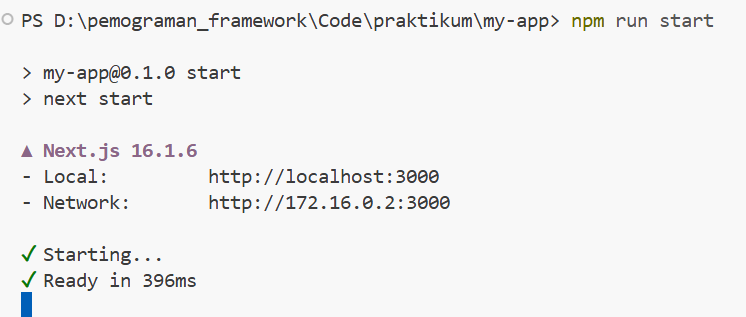 PS D:\pemograman_framework\Code\praktikum\my-app> npm run start
> my-app@0.1.0 start
> next start
▲ Next.js 16.1.6
- Local: http://localhost:3000
- Network: http://172.16.0.2:3000
✓ Starting...
✓ Ready in 396ms